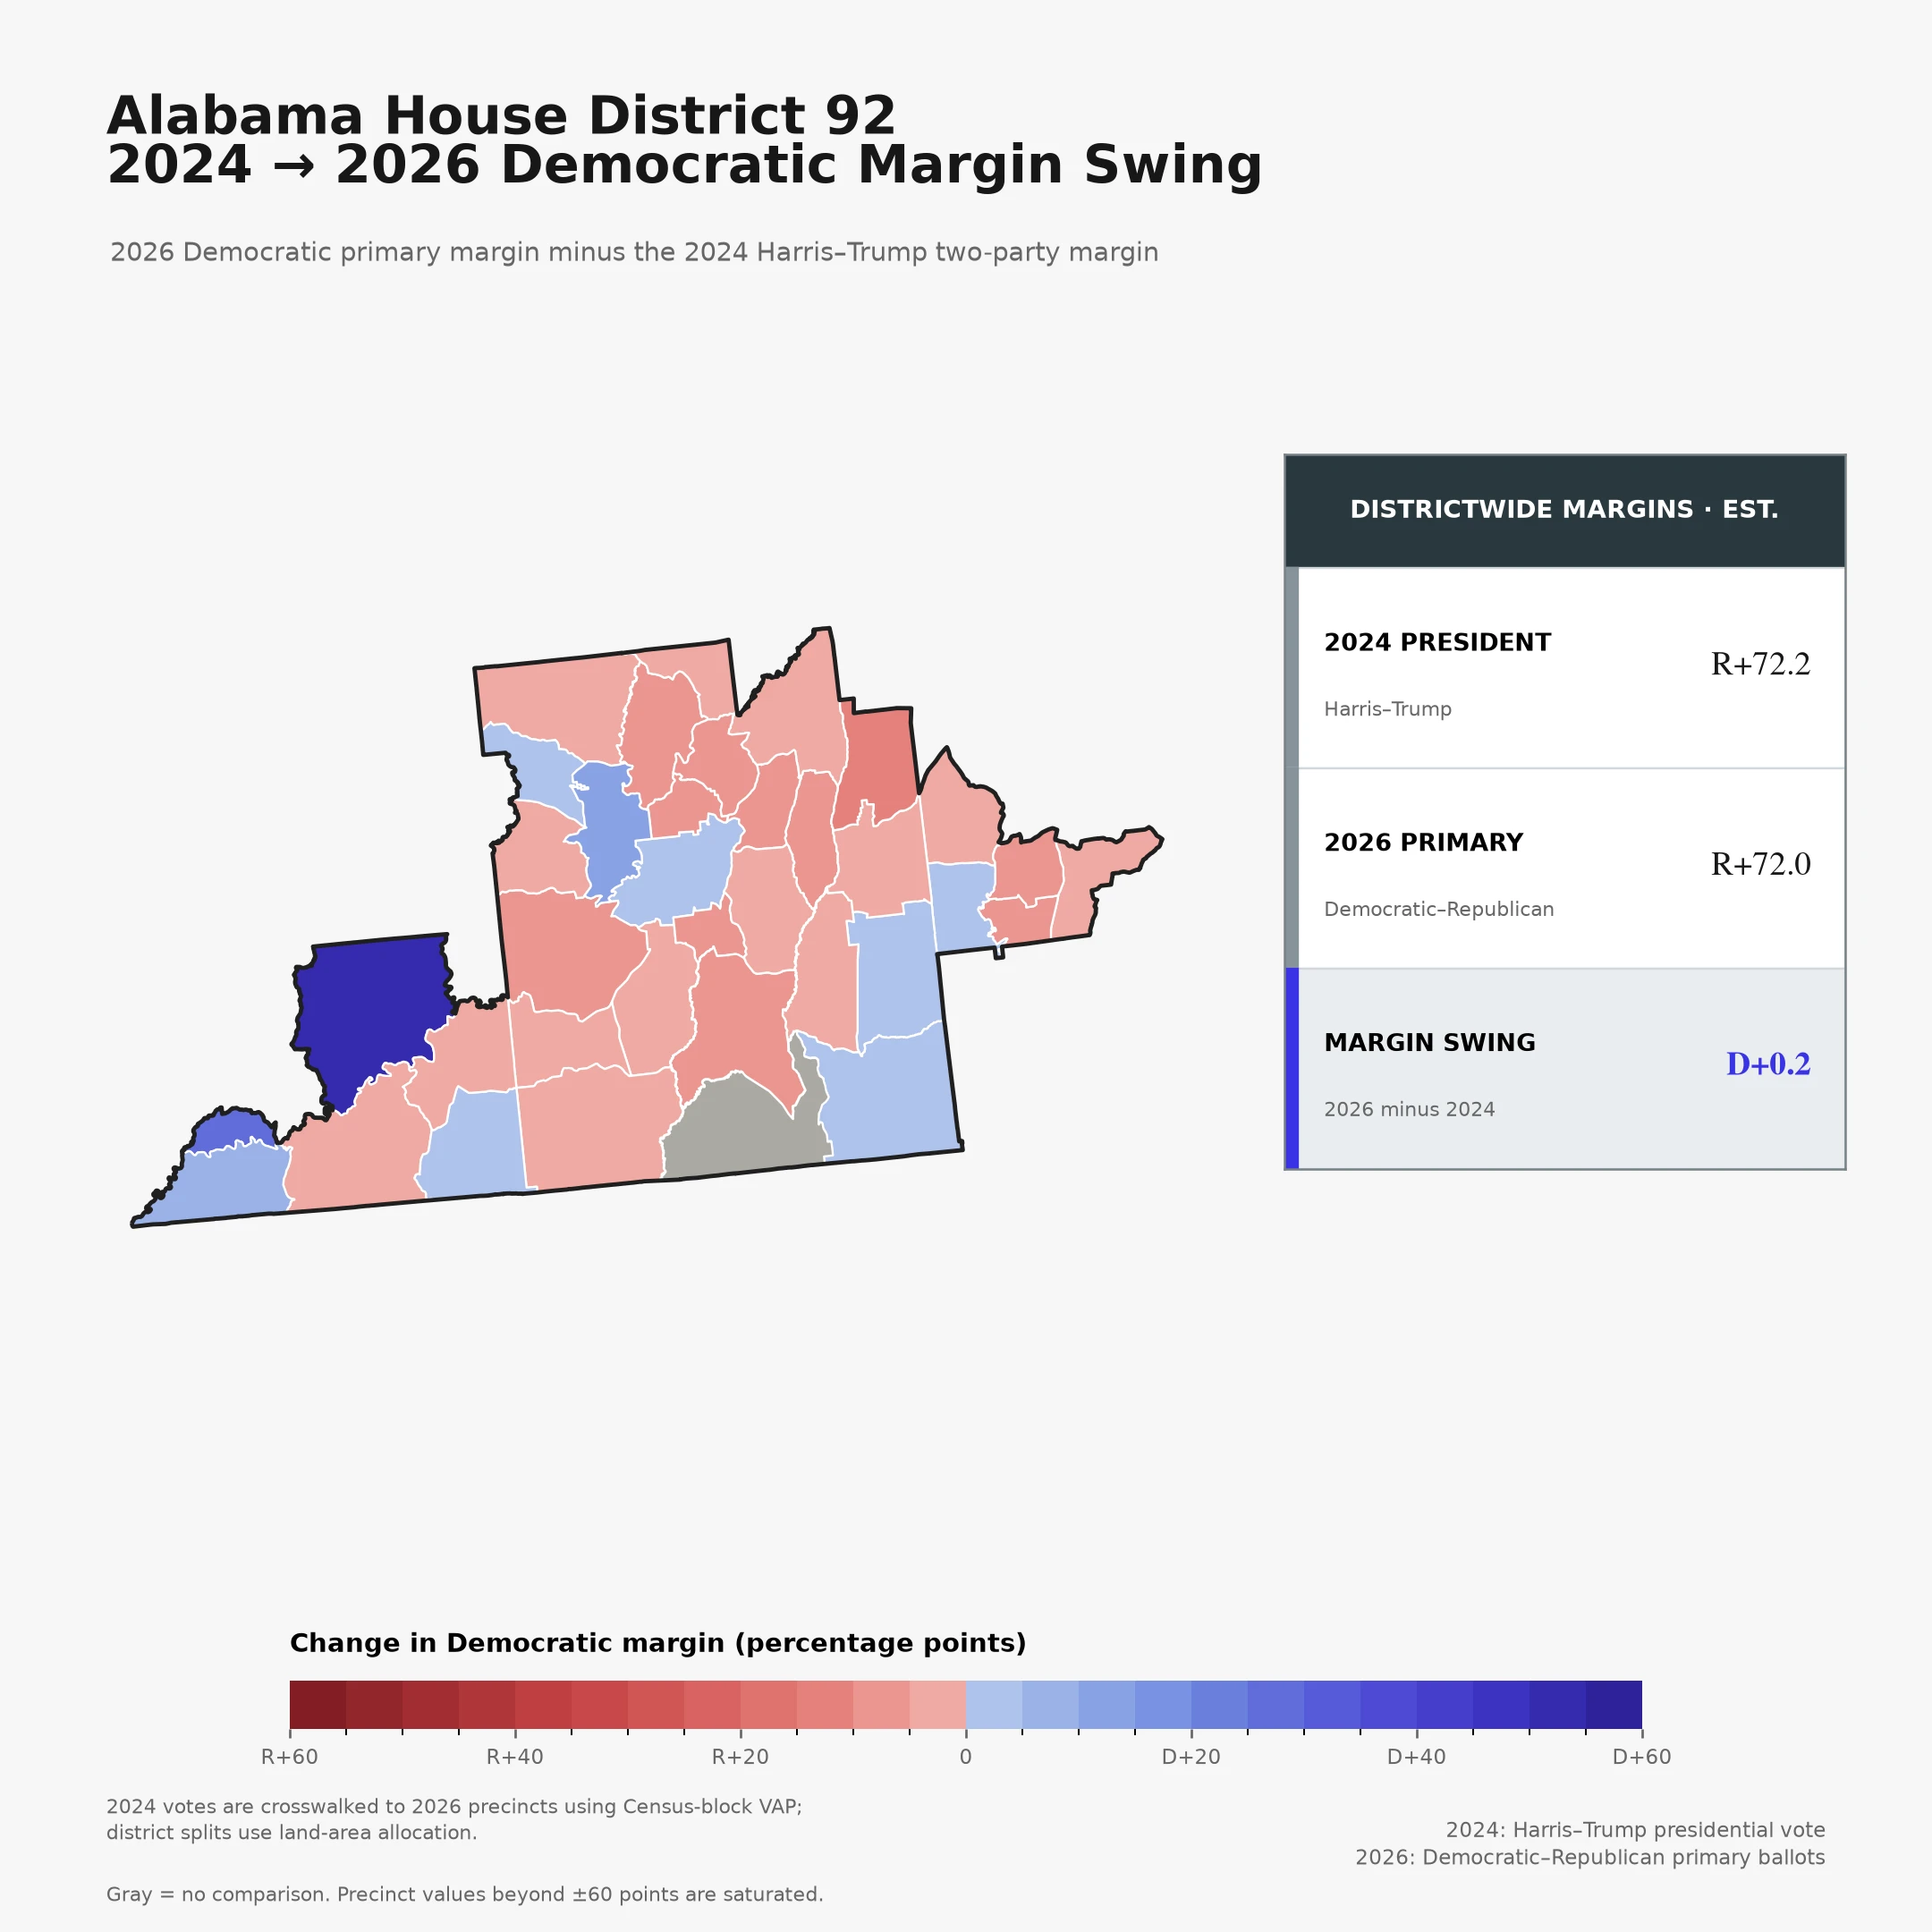 Alabama House District 92
2024 → 2026 Democratic Margin Swing
2026 Democratic primary margin minus the 2024 Harris–Trump two-party margin
DISTRICTWIDE MARGINS · EST.
2024 PRESIDENT
R+72.2
Harris–Trump
2026 PRIMARY
R+72.0
Democratic–Republican
MARGIN SWING
D+0.2
2026 minus 2024
Change in Democratic margin (percentage points)
R+60 R+40 R+20 0 D+20 D+40 D+60
2024 votes are crosswalked to 2026 precincts using Census-block VAP;
district splits use land-area allocation.
2024: Harris–Trump presidential vote
2026: Democratic–Republican primary ballots
Gray = no comparison. Precinct values beyond ±60 points are saturated.